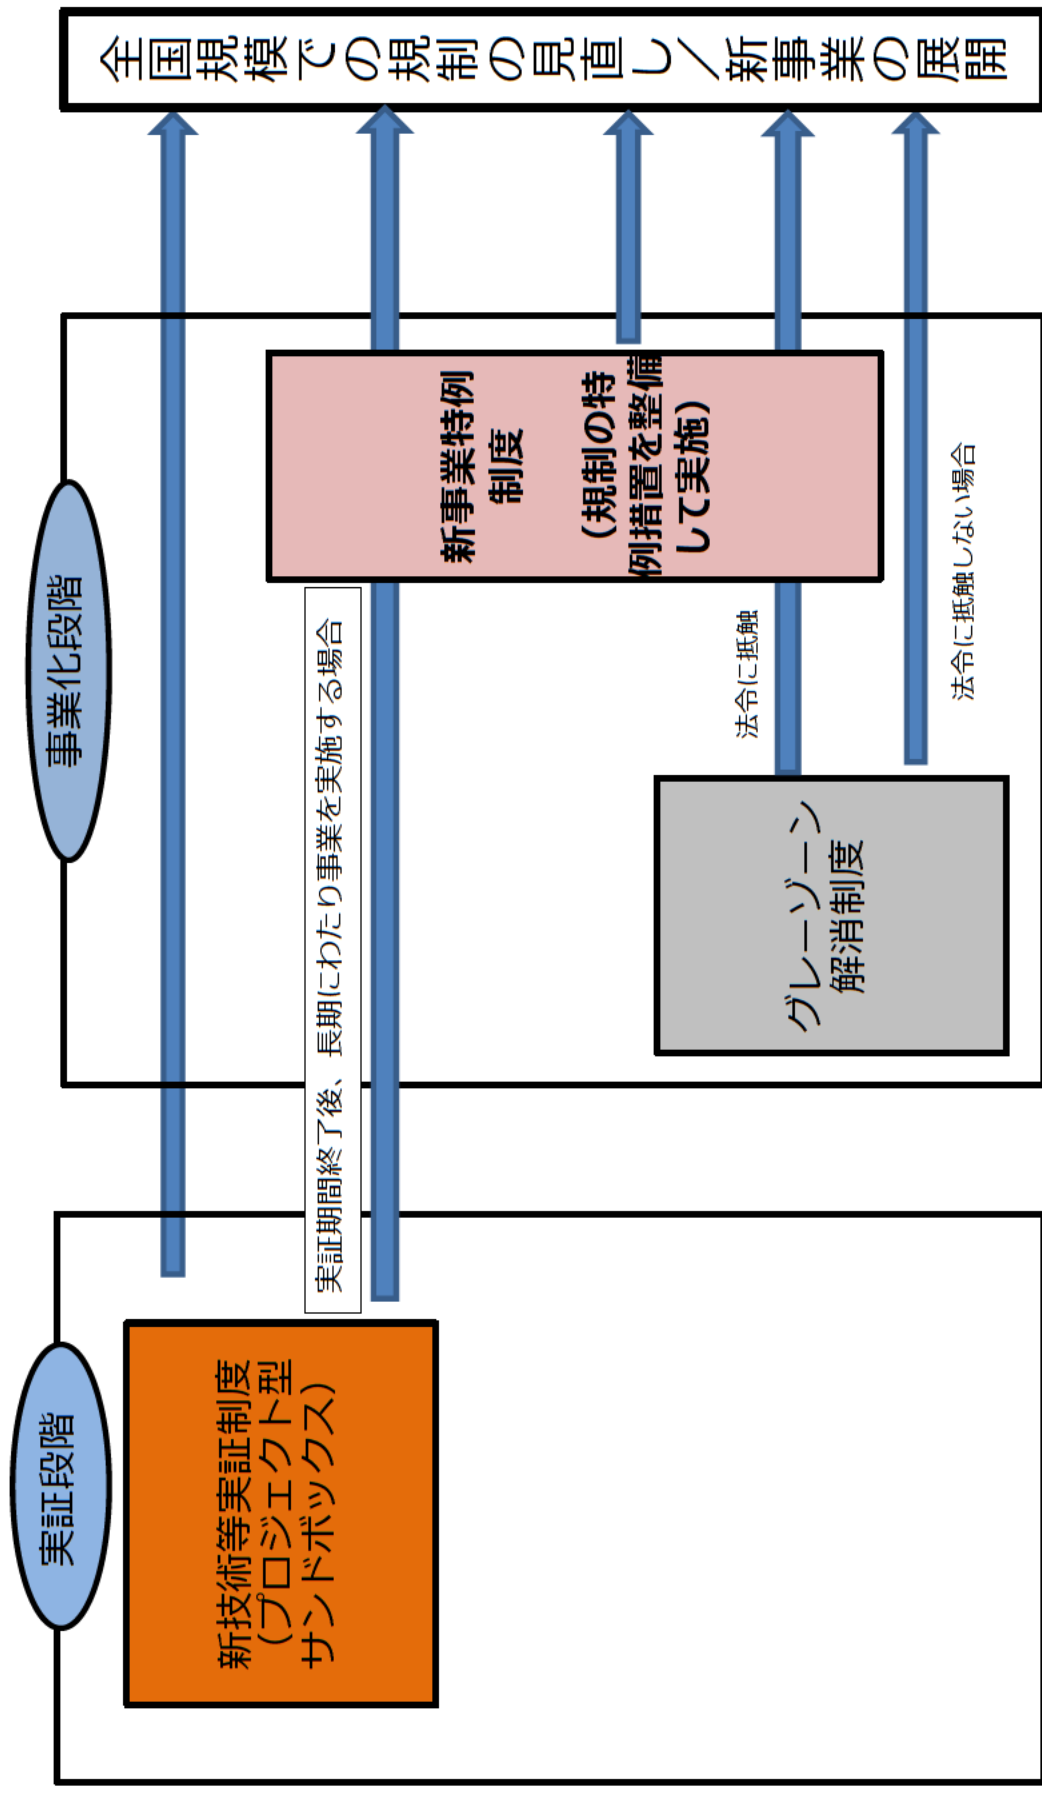 実証段階
新技術等実証制度
（プロジェクト型
サンドボックス）
事業化段階
実証期間終了後、長期にわたり事業を実施する場合
新事業特例
制度
（規制の特
例措置を整備
して実施）
グレーゾーン
解消制度
法令に抵触
法令に抵触しない場合
全国規模での規制の見直し／新事業の展開